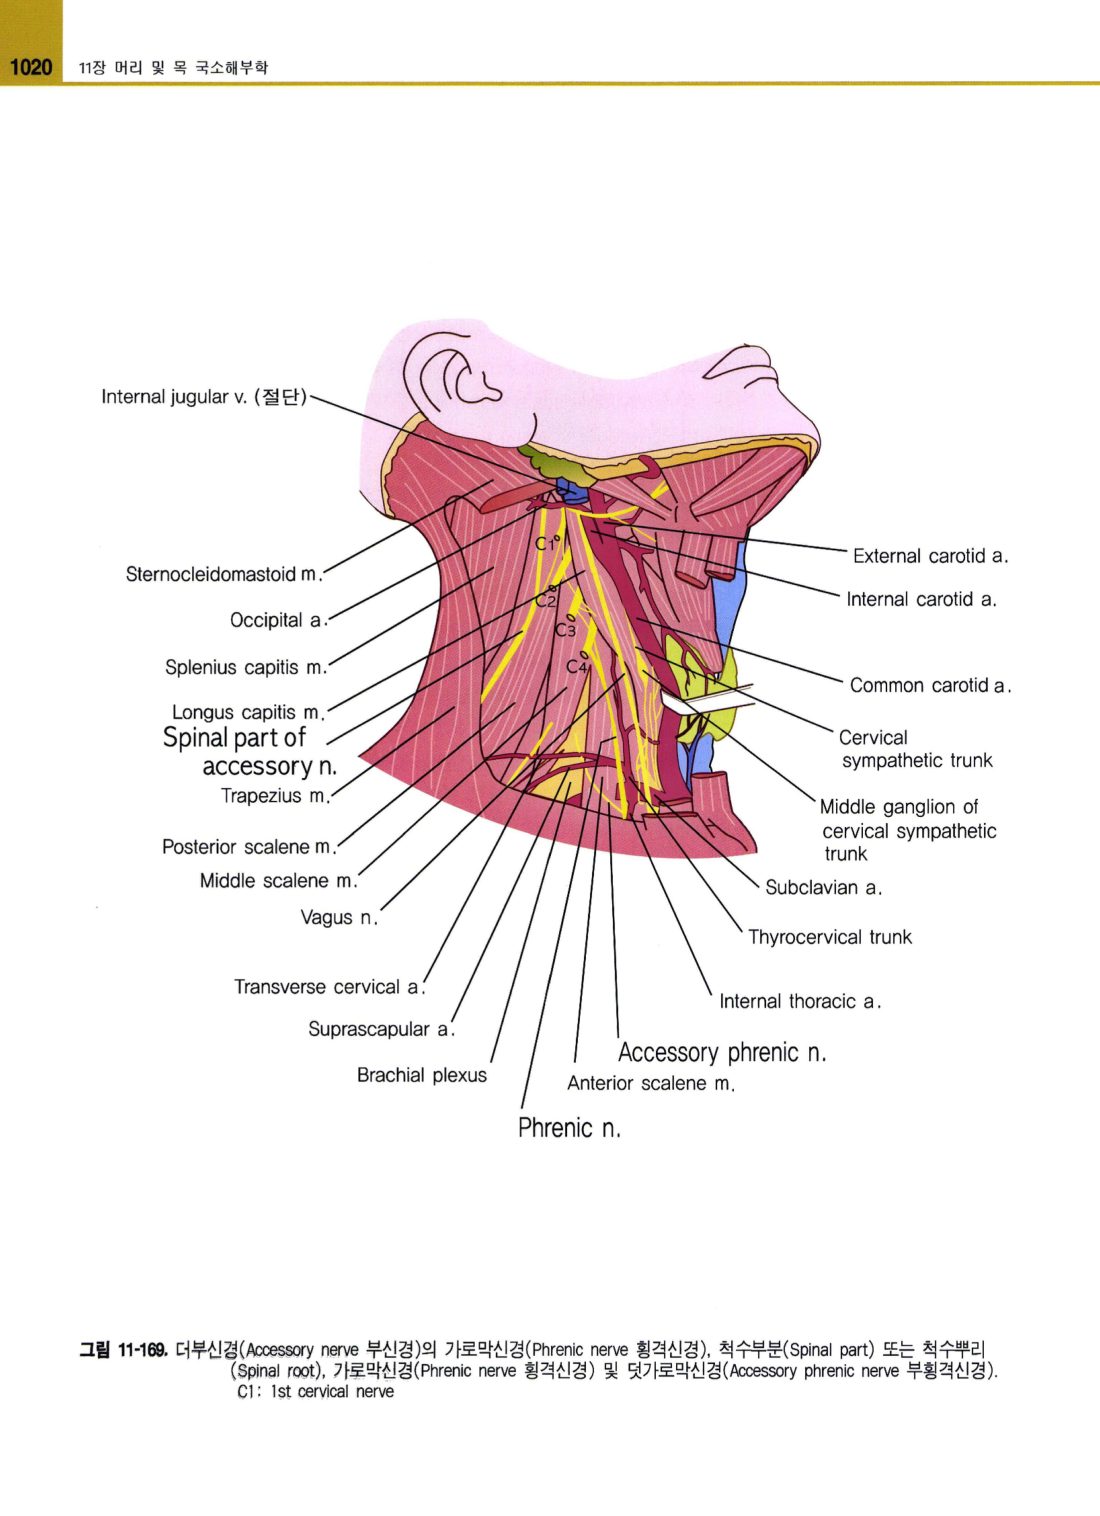 1020 11장 머리 및 목 국소해부학
Internal jugular v. (절단)
Sternocleidomastoid m.
Occipital a.
Splenius capitis m.
Longus capitis m.
Spinal part of
accessory n.
Trapezius m.
Posterior scalene m.
Middle scalene m.
Vagus n.
Transverse cervical a.
Suprascapular a.
Brachial plexus
Phrenic n.
Anterior scalene m.
Accessory phrenic n.
Internal thoracic a.
Thyrocervical trunk
Subclavian a.
Middle ganglion of
cervical sympathetic
trunk
Cervical
sympathetic trunk
Common carotid a.
Internal carotid a.
External carotid a.
C1
C2
C3
C4
그림 11-169. 더부신경(Accessory nerve 부신경)의 가로막신경(Phrenic nerve 횡격신경), 척수부분(Spinal part) 또는 척수뿌리
(Spinal root), 가로막신경(Phrenic nerve 횡격신경) 및 덧가로막신경(Accessory phrenic nerve 부횡격신경).
C1: 1st cervical nerve